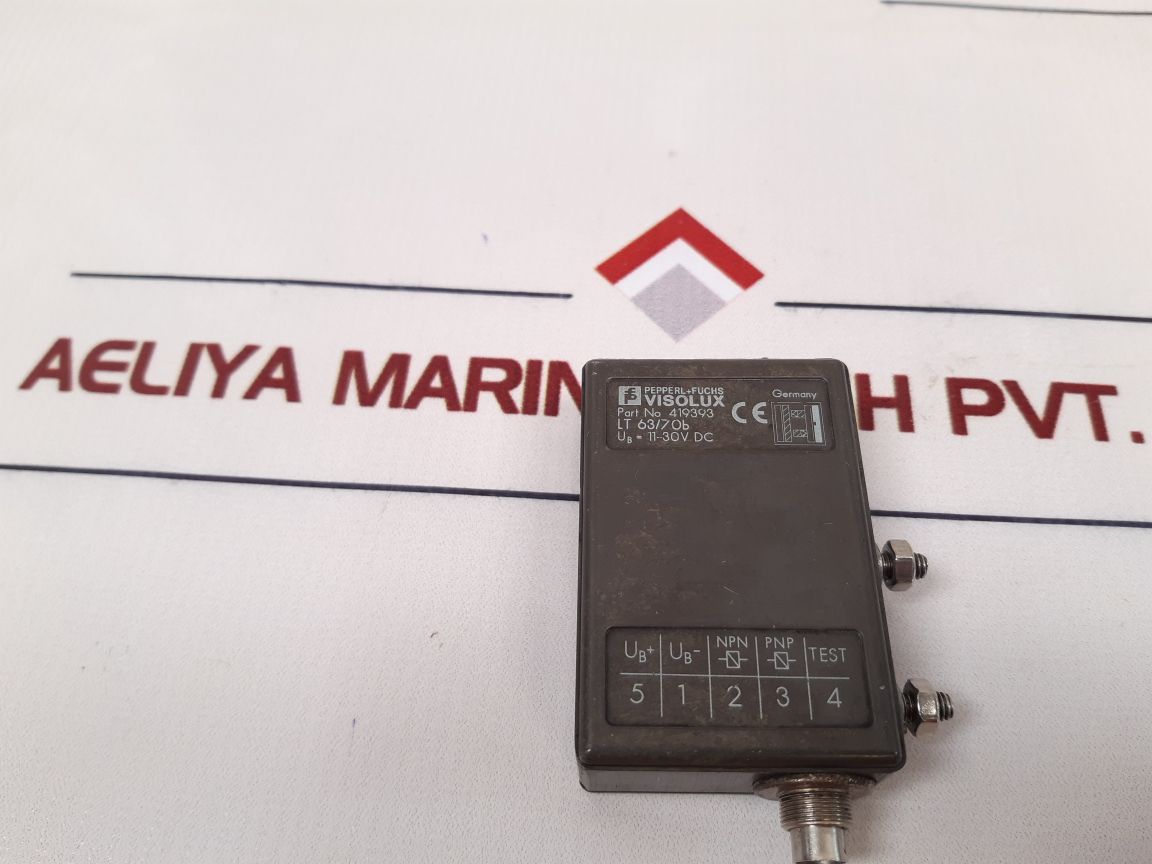 AELIYA MARIN H PVT.
PEPPERL+FUCHS
VISOLUX
Part No 419393
LT 63/70b
UB = 11-30V DC
CE
Germany
UB+ UB- NPN PNP TEST
5 1 2 3 4